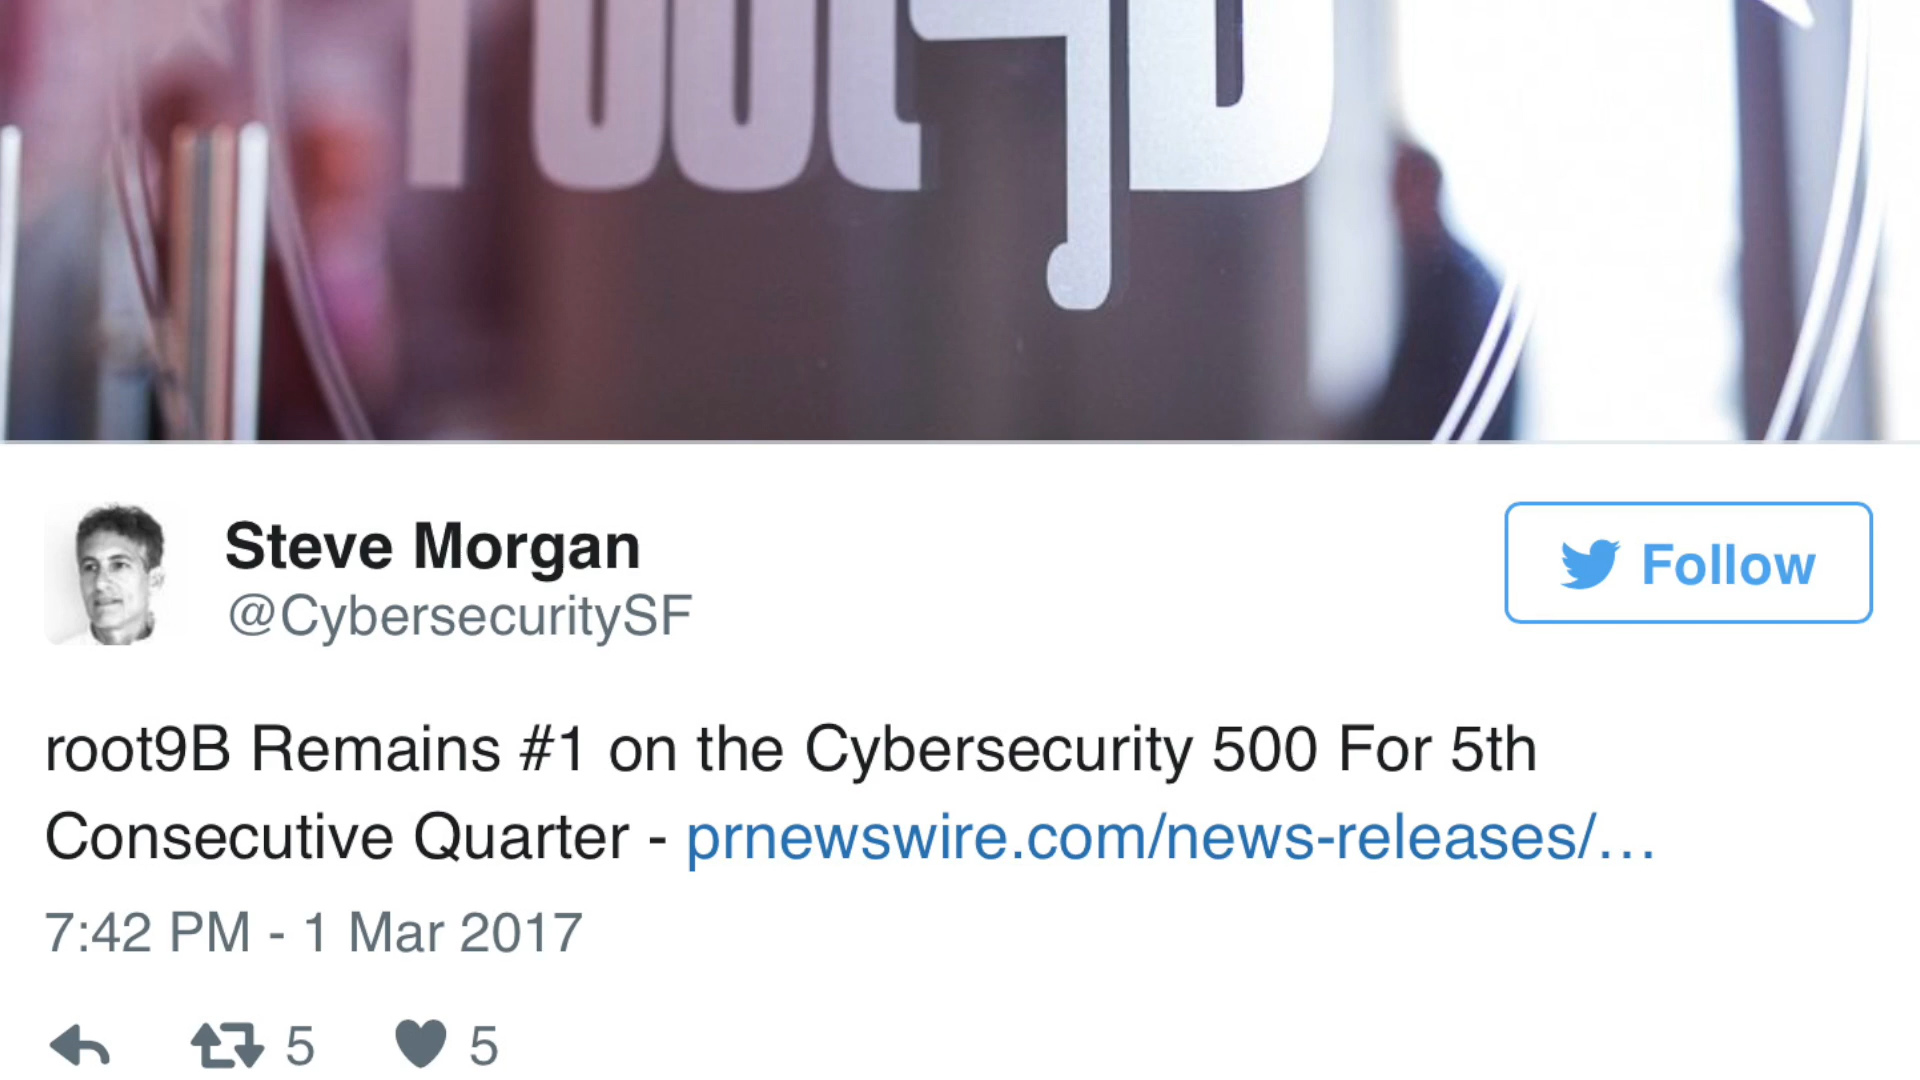 root9B
Steve Morgan
@CybersecuritySF
Follow
root9B Remains #1 on the Cybersecurity 500 For 5th
Consecutive Quarter - prnewswire.com/news-releases/…
7:42 PM - 1 Mar 2017
5 5